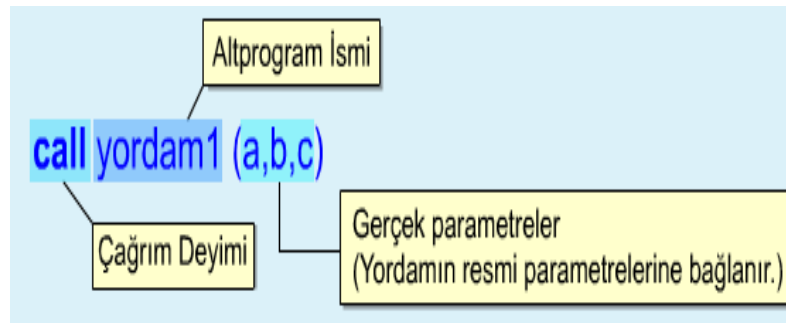 Altprogram İsmi
call yordam1 (a,b,c)
Çağrım Deyimi
Gerçek parametreler
(Yordamın resmi parametrelerine bağlanır.)